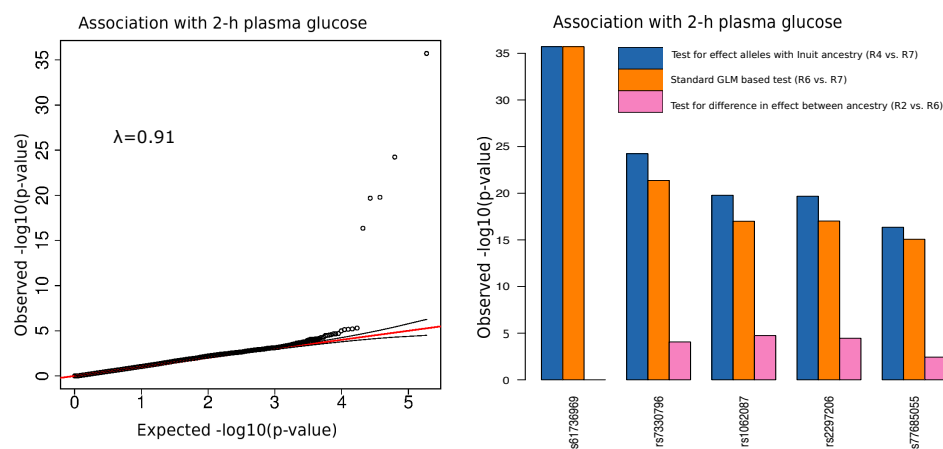 Association with 2-h plasma glucose
Observed -log10(p-value)
35
30
25
20
15
10
5
0
λ=0.91
0 1 2 3 4 5
Expected -log10(p-value)
Association with 2-h plasma glucose
Observed -log10(p-value)
35
30
25
20
15
10
5
0
Test for effect alleles with Inuit ancestry (R4 vs. R7)
Standard GLM based test (R6 vs. R7)
Test for difference in effect between ancestry (R2 vs. R6)
s61736969
rs7330796
rs1062087
rs2297206
s77685055